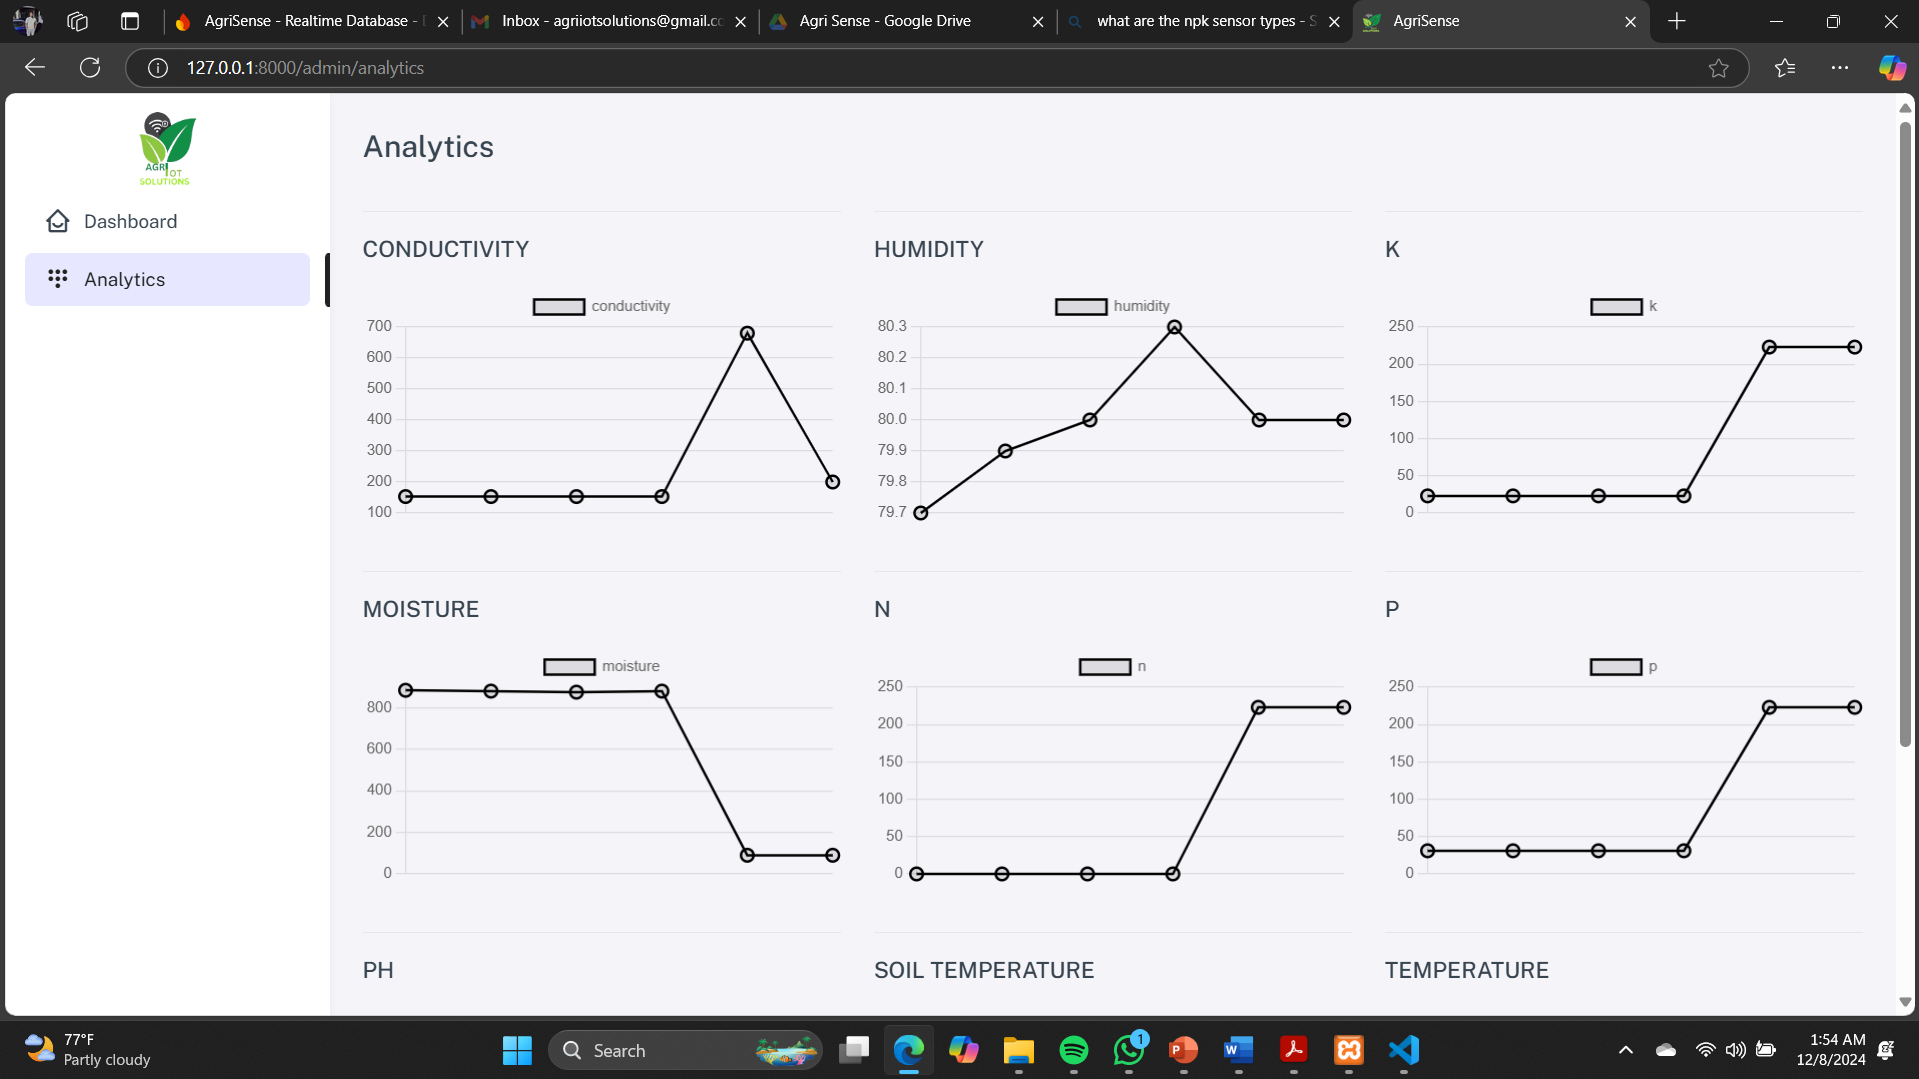 AgriSense - Realtime Database -
Inbox - agriiotsolutions@gmail.cc
Agri Sense - Google Drive
what are the npk sensor types - S
AgriSense
127.0.0.1:8000/admin/analytics
AGRI
OT
SOLUTIONS
Dashboard
Analytics
Analytics
CONDUCTIVITY
conductivity
700
600
500
400
300
200
100
HUMIDITY
humidity
80.3
80.2
80.1
80.0
79.9
79.8
79.7
K
k
250
200
150
100
50
0
MOISTURE
moisture
800
600
400
200
0
N
n
250
200
150
100
50
0
P
p
250
200
150
100
50
0
PH
SOIL TEMPERATURE
TEMPERATURE
77°F
Partly cloudy
Search
1
P
W
1:54 AM
12/8/2024